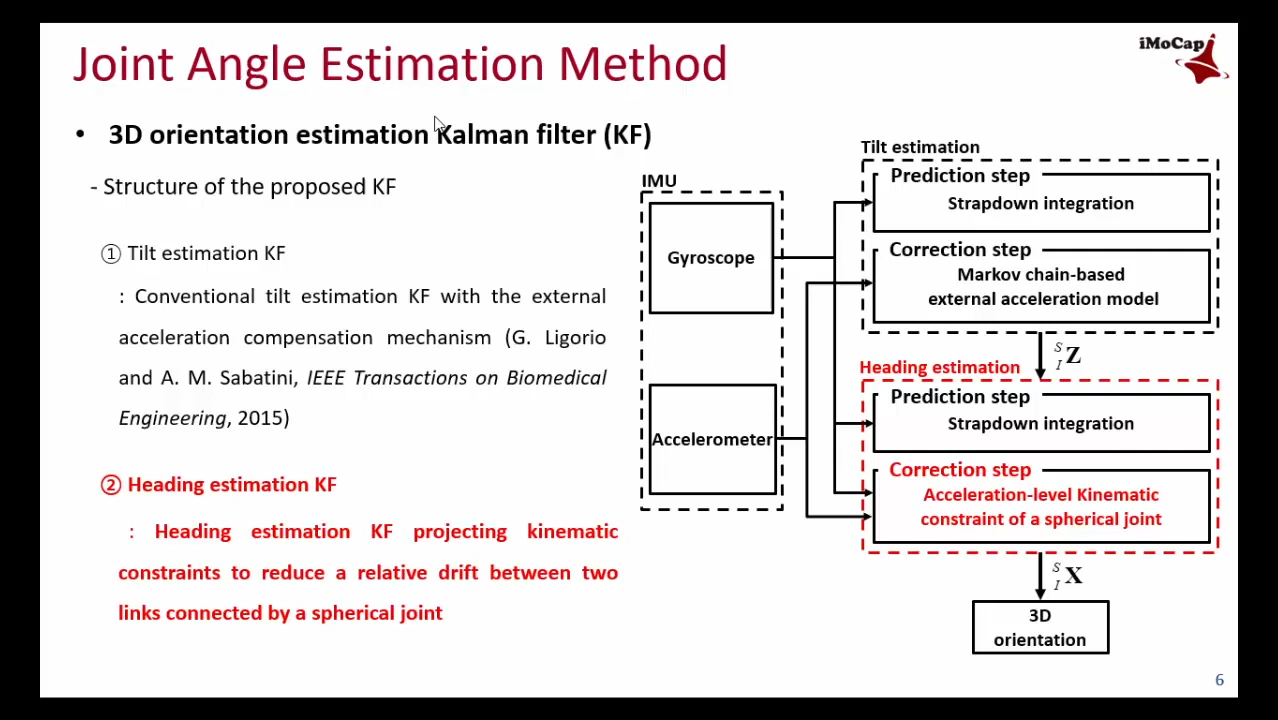 Joint Angle Estimation Method
iMoCap
• 3D orientation estimation Kalman filter (KF)
- Structure of the proposed KF
① Tilt estimation KF
: Conventional tilt estimation KF with the external
acceleration compensation mechanism (G. Ligorio
and A. M. Sabatini, IEEE Transactions on Biomedical
Engineering, 2015)
② Heading estimation KF
: Heading estimation KF projecting kinematic
constraints to reduce a relative drift between two
links connected by a spherical joint
IMU
Gyroscope
Accelerometer
Tilt estimation
Prediction step
Strapdown integration
Correction step
Markov chain-based
external acceleration model
S I Z
Heading estimation
Prediction step
Strapdown integration
Correction step
Acceleration-level Kinematic
constraint of a spherical joint
S I X
3D
orientation
6